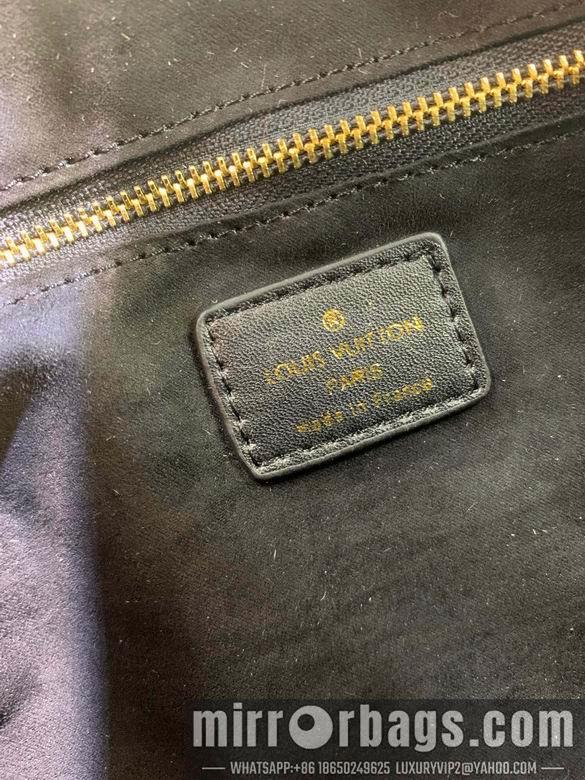 ®
LOUIS VUITTON
PARIS
made in France
mirrorbags.com
WHATSAPP:+86 18650249625 LUXURYVIP2@YAHOO.COM